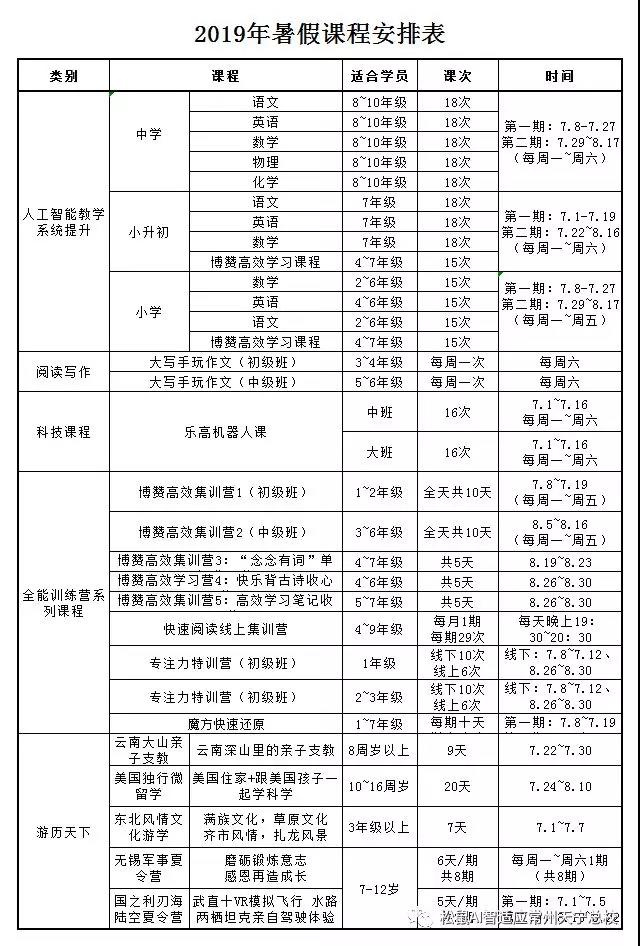 2019年暑假课程安排表
类别 课程 适合学员 课次 时间
人工智能教学
系统提升
中学
语文 8~10年级 18次
英语 8~10年级 18次
数学 8~10年级 18次
物理 8~10年级 18次
化学 8~10年级 18次
第一期：7.8-7.27
第二期：7.29~8.17
（每周一~周六）
小升初
语文 7年级 18次
英语 7年级 18次
数学 7年级 18次
博赞高效学习课程 4~7年级 15次
第一期：7.1-7.19
第二期：7.22~8.16
（每周一~周六）
小学
数学 2~6年级 15次
英语 4~6年级 15次
语文 2~6年级 15次
博赞高效学习课程 4~7年级 15次
第一期：7.8-7.27
第二期：7.29~8.17
（每周一~周五）
阅读写作
大写手玩作文（初级班） 3~4年级 每周一次 每周六
大写手玩作文（中级班） 5~6年级 每周一次 每周六
科技课程
乐高机器人课
中班 16次 7.1~7.16
每周一~周六
大班 16次 7.1~7.16
每周一~周六
全能训练营系
列课程
博赞高效集训营1（初级班） 1~2年级 全天共10天 7.8~7.19
（每周一~周五）
博赞高效集训营2（中级班） 3~6年级 全天共10天 8.5~8.16
（每周一~周五）
博赞高效集训营3：“念念有词”单 4~7年级 共5天 8.19~8.23
博赞高效学习营4：快乐背古诗收心 4~6年级 共5天 8.26~8.30
博赞高效集训营5：高效学习笔记收 5~7年级 共5天 8.26~8.30
快速阅读线上集训营 4~9年级 每月1期
每期29次 每天晚上19：
30~20：30
专注力特训营（初级班） 1年级 线下10次
线上6次 线下：7.8~7.12、
8.26~8.30
专注力特训营（初级班） 2~3年级 线下10次
线上6次 线下：7.8~7.12、
8.26~8.30
魔方快速还原 1~7年级 每期十天 第一期：7.8~7.19
游历天下
云南大山亲
子支教 云南深山里的亲子支教 8周岁以上 9天 7.22~7.30
美国独行微
留学 美国住家+跟美国孩子一
起学科学 10~16周岁 20天 7.24~8.10
东北风情文
化游学 满族文化，草原文化
齐市风情，扎龙风景 3年级以上 7天 7.1~7.7
无锡军事夏
令营 磨砺锻炼意志
感恩再造成长 7-12岁 6天/期
共8期 每周一~周六1期
（共8期）
国之利刃海
陆空夏令营 武直十VR模拟飞行 水路
两栖坦克亲自驾驶体验 5天/期 第一期：7.1~7.5
松鼠AI智适应常州天宁总校